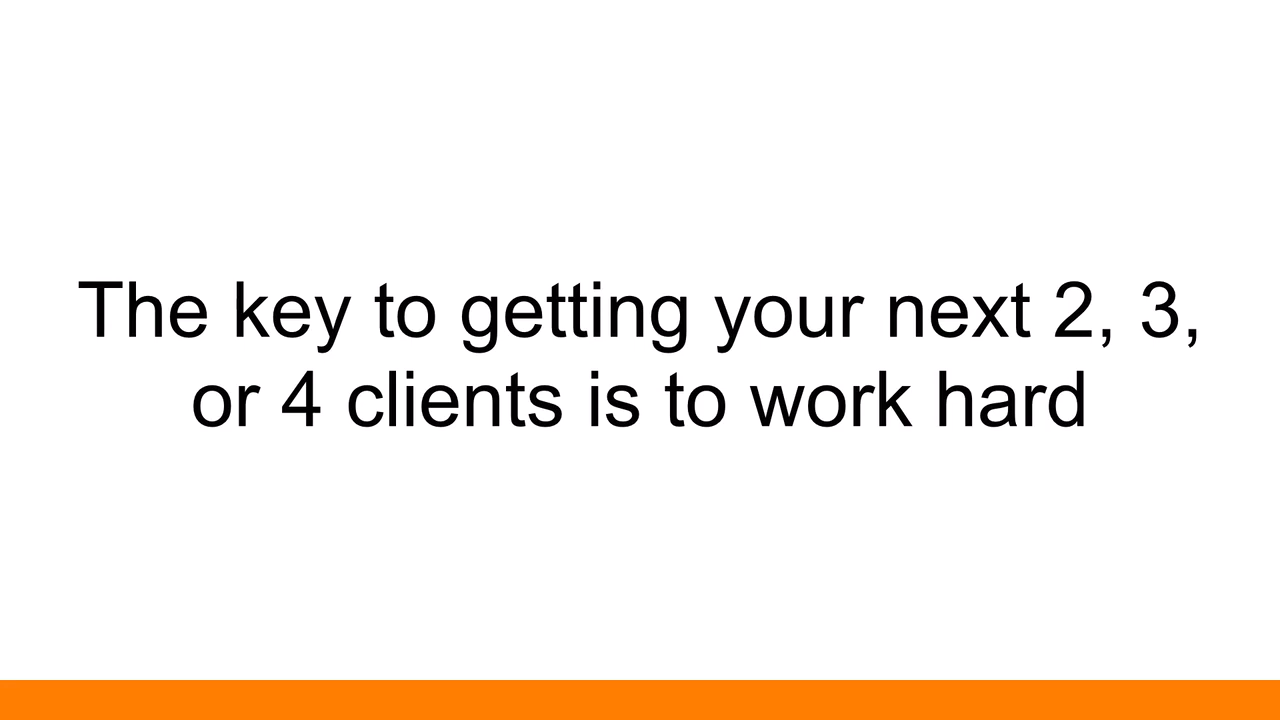 The key to getting your next 2, 3,
or 4 clients is to work hard